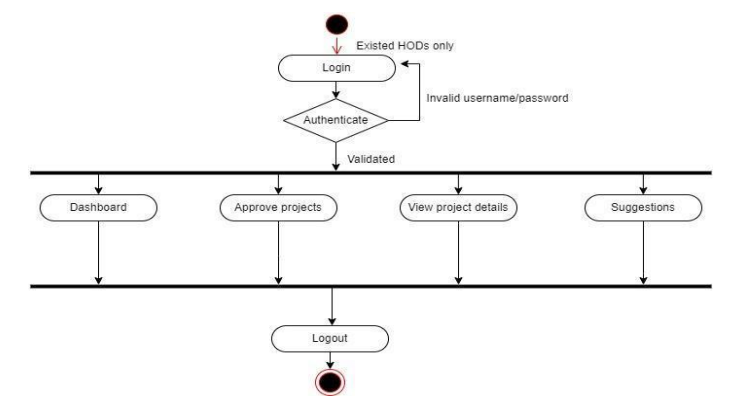 Existed HODs only
Login
Invalid username/password
Authenticate
Validated
Dashboard
Approve projects
View project details
Suggestions
Logout